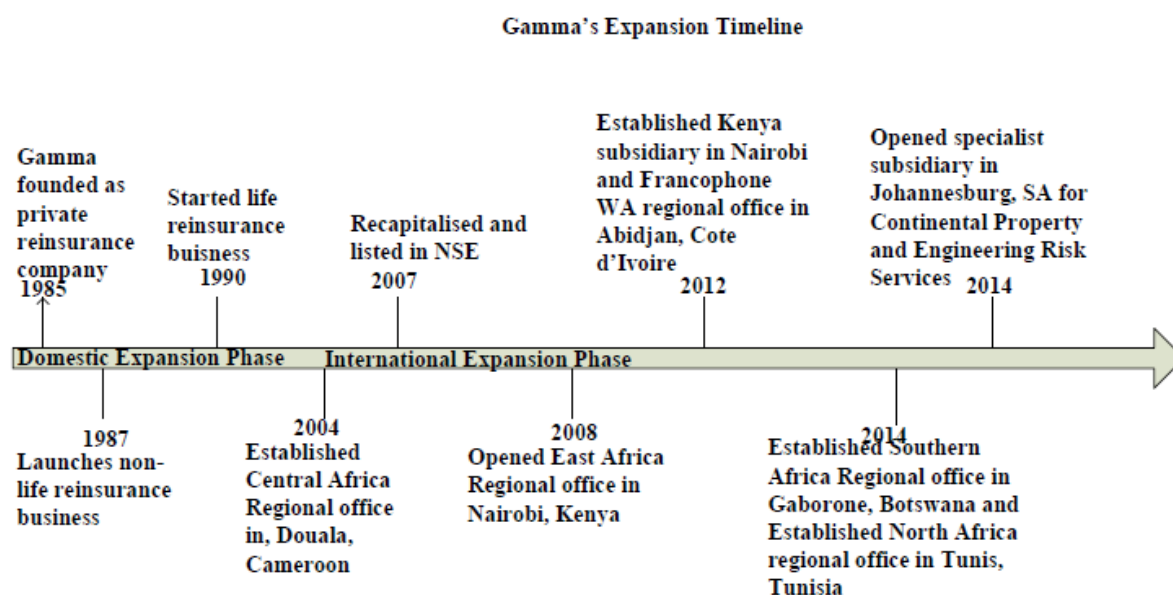 Gamma's Expansion Timeline
Gamma
founded as
private
reinsurance
company
1985
Started life
reinsurance
buisness
1990
Recapitalised and
listed in NSE
2007
Established Kenya
subsidiary in Nairobi
and Francophone
WA regional office in
Abidjan, Cote
d'Ivoire
2012
Opened specialist
subsidiary in
Johannesburg, SA for
Continental Property
and Engineering Risk
Services
2014
Domestic Expansion Phase
International Expansion Phase
1987
Launches non-
life reinsurance
business
2004
Established
Central Africa
Regional office
in, Douala,
Cameroon
2008
Opened East Africa
Regional office in
Nairobi, Kenya
2014
Established Southern
Africa Regional office in
Gaborone, Botswana and
Established North Africa
regional office in Tunis,
Tunisia